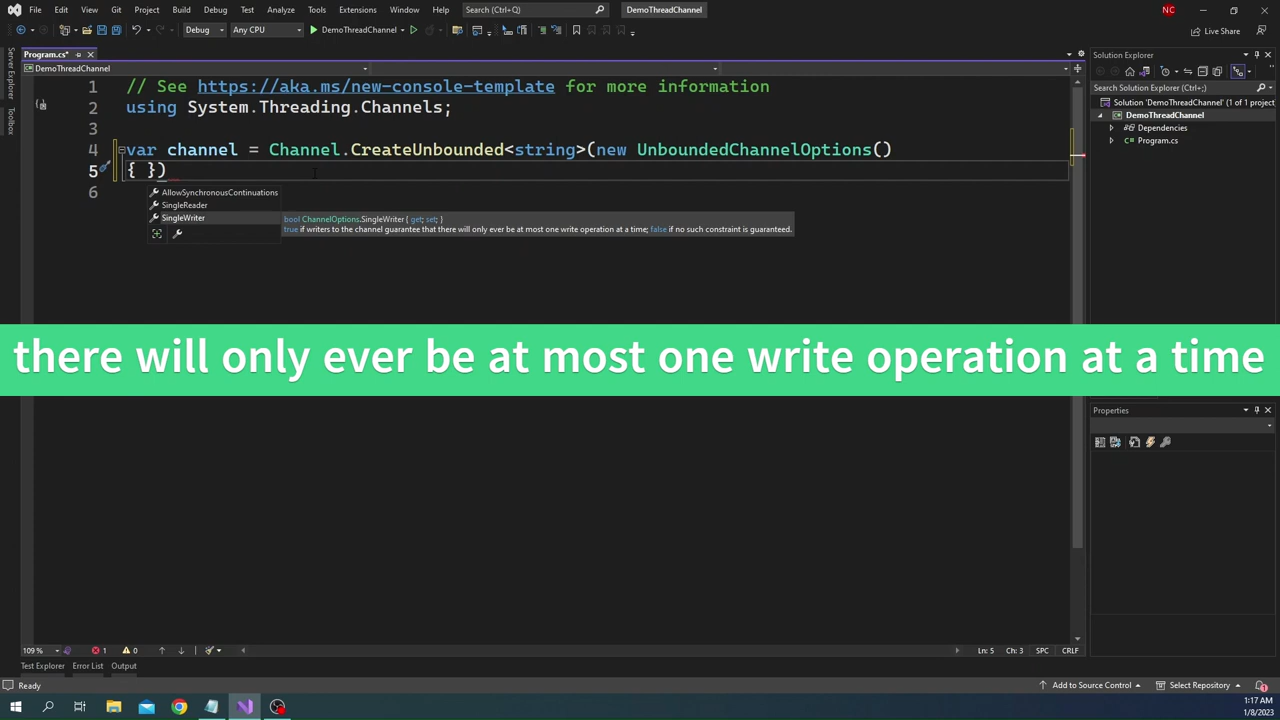 File Edit View Git Project Build Debug Test Analyze Tools Extensions Window Help Search (Ctrl+Q) DemoThreadChannel NC
Debug Any CPU DemoThreadChannel Live Share
Program.cs* Solution Explorer
DemoThreadChannel
Search Solution Explorer (Ctrl+;)
Solution 'DemoThreadChannel' (1 of 1 project)
DemoThreadChannel
Dependencies
Program.cs
Server Explorer
Toolbox
1 // See https://aka.ms/new-console-template for more information
2 using System.Threading.Channels;
3
4 var channel = Channel.CreateUnbounded<string>(new UnboundedChannelOptions()
5 { })
6
AllowSynchronousContinuations
SingleReader
SingleWriter
bool ChannelOptions.SingleWriter { get; set; }
true if writers to the channel guarantee that there will only ever be at most one write operation at a time; false if no such constraint is guaranteed.
there will only ever be at most one write operation at a time
Properties
109 % 1 0 Ln: 5 Ch: 3 SPC CRLF
Test Explorer Error List Output
Ready Add to Source Control Select Repository
1:17 AM
1/8/2023